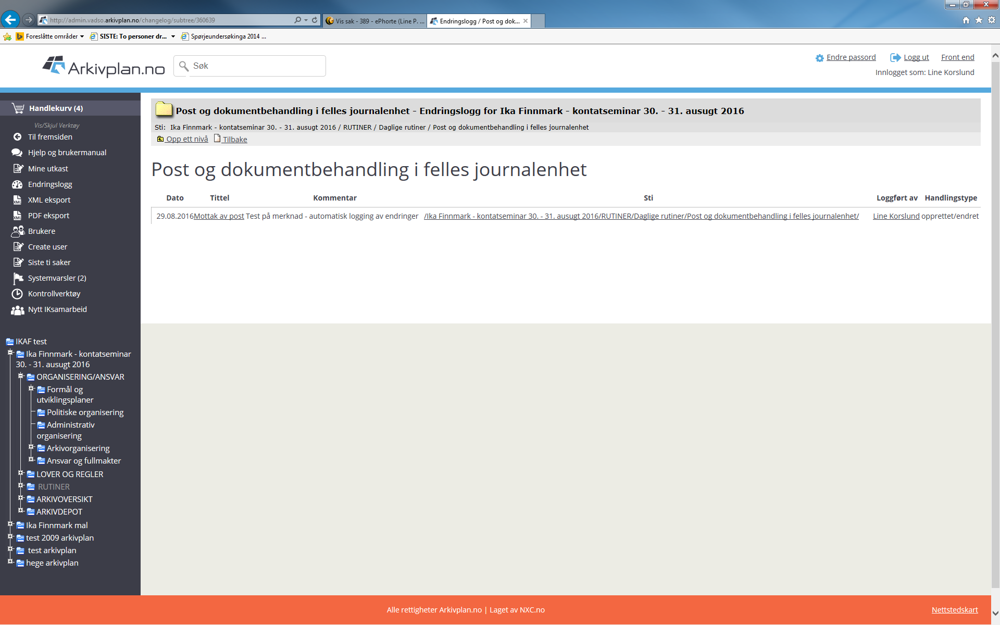 http://admin.vadso.arkivplan.no/changelog/subtree/360639
Vis sak - 389 - ePhorte (Line P. ...
Endringslogg / Post og dok...
Foreslåtte områder
SISTE: To personer dr...
Spørjeundersøkinga 2014 ...
Arkivplan.no
Søk
Endre passord
Logg ut
Front end
Innlogget som: Line Korslund
Handlekurv (4)
Vis/Skjul Verktøy
Til fremsiden
Hjelp og brukermanual
Mine utkast
Endringslogg
XML eksport
PDF eksport
Brukere
Create user
Siste ti saker
Systemvarsler (2)
Kontrollverktøy
Nytt IKsamarbeid
IKAF test
Ika Finnmark - kontatseminar
30. - 31. ausugt 2016
ORGANISERING/ANSVAR
Formål og
utviklingsplaner
Politiske organisering
Administrativ
organisering
Arkivorganisering
Ansvar og fullmakter
LOVER OG REGLER
RUTINER
ARKIVOVERSIKT
ARKIVDEPOT
Ika Finnmark mal
test 2009 arkivplan
test arkivplan
hege arkivplan
Post og dokumentbehandling i felles journalenhet - Endringslogg for Ika Finnmark - kontatseminar 30. - 31. ausugt 2016
Sti: Ika Finnmark - kontatseminar 30. - 31. ausugt 2016 / RUTINER / Daglige rutiner / Post og dokumentbehandling i felles journalenhet
Opp ett nivå Tilbake
Post og dokumentbehandling i felles journalenhet
Dato Tittel Kommentar Sti Loggført av Handlingstype
29.08.2016 Mottak av post Test på merknad - automatisk logging av endringer /Ika Finnmark - kontatseminar 30. - 31. ausugt 2016/RUTINER/Daglige rutiner/Post og dokumentbehandling i felles journalenhet/ Line Korslund opprettet/endret
Alle rettigheter Arkivplan.no | Laget av NXC.no
Nettstedskart